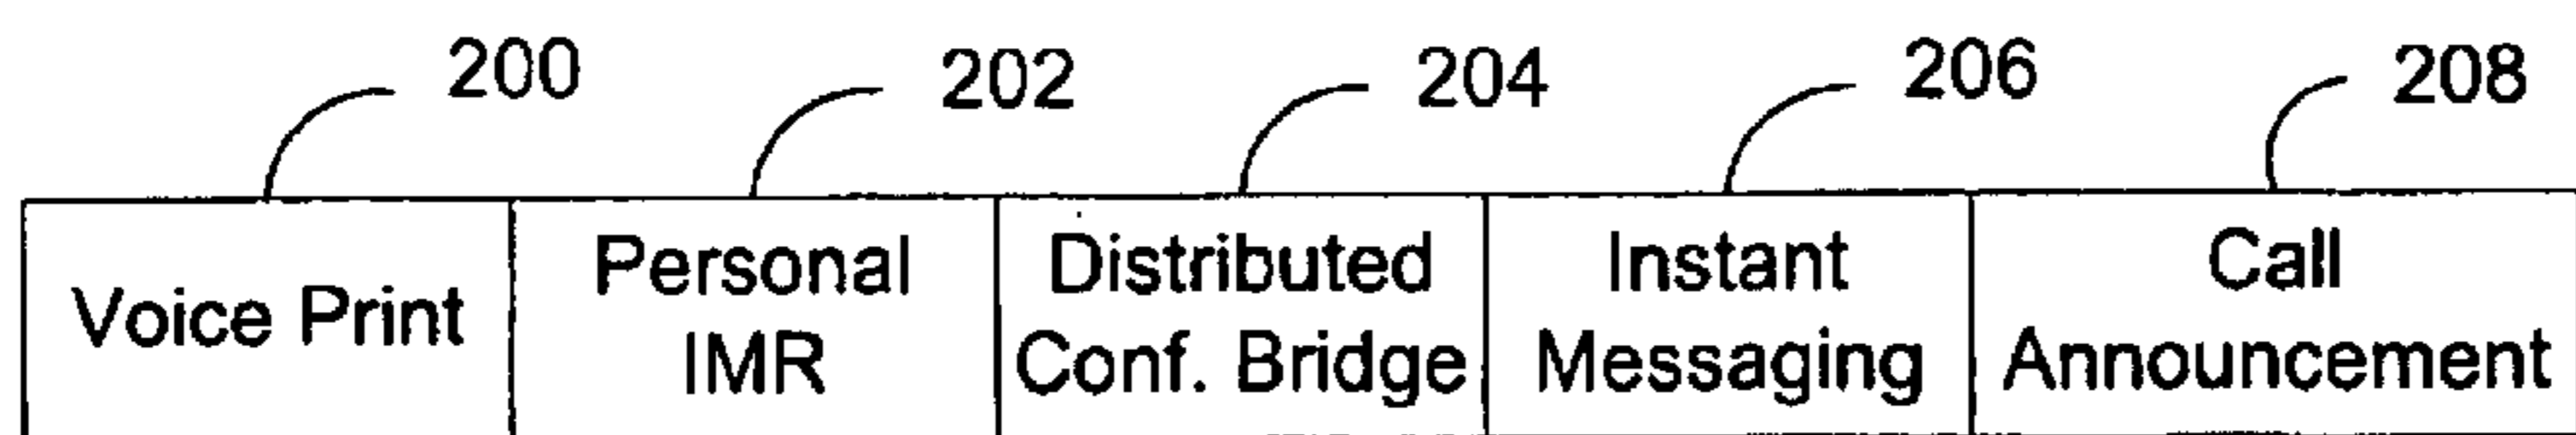 200 202 204 206 208
Voice Print
Personal
IMR
Distributed
Conf. Bridge
Instant
Messaging
Call
Announcement